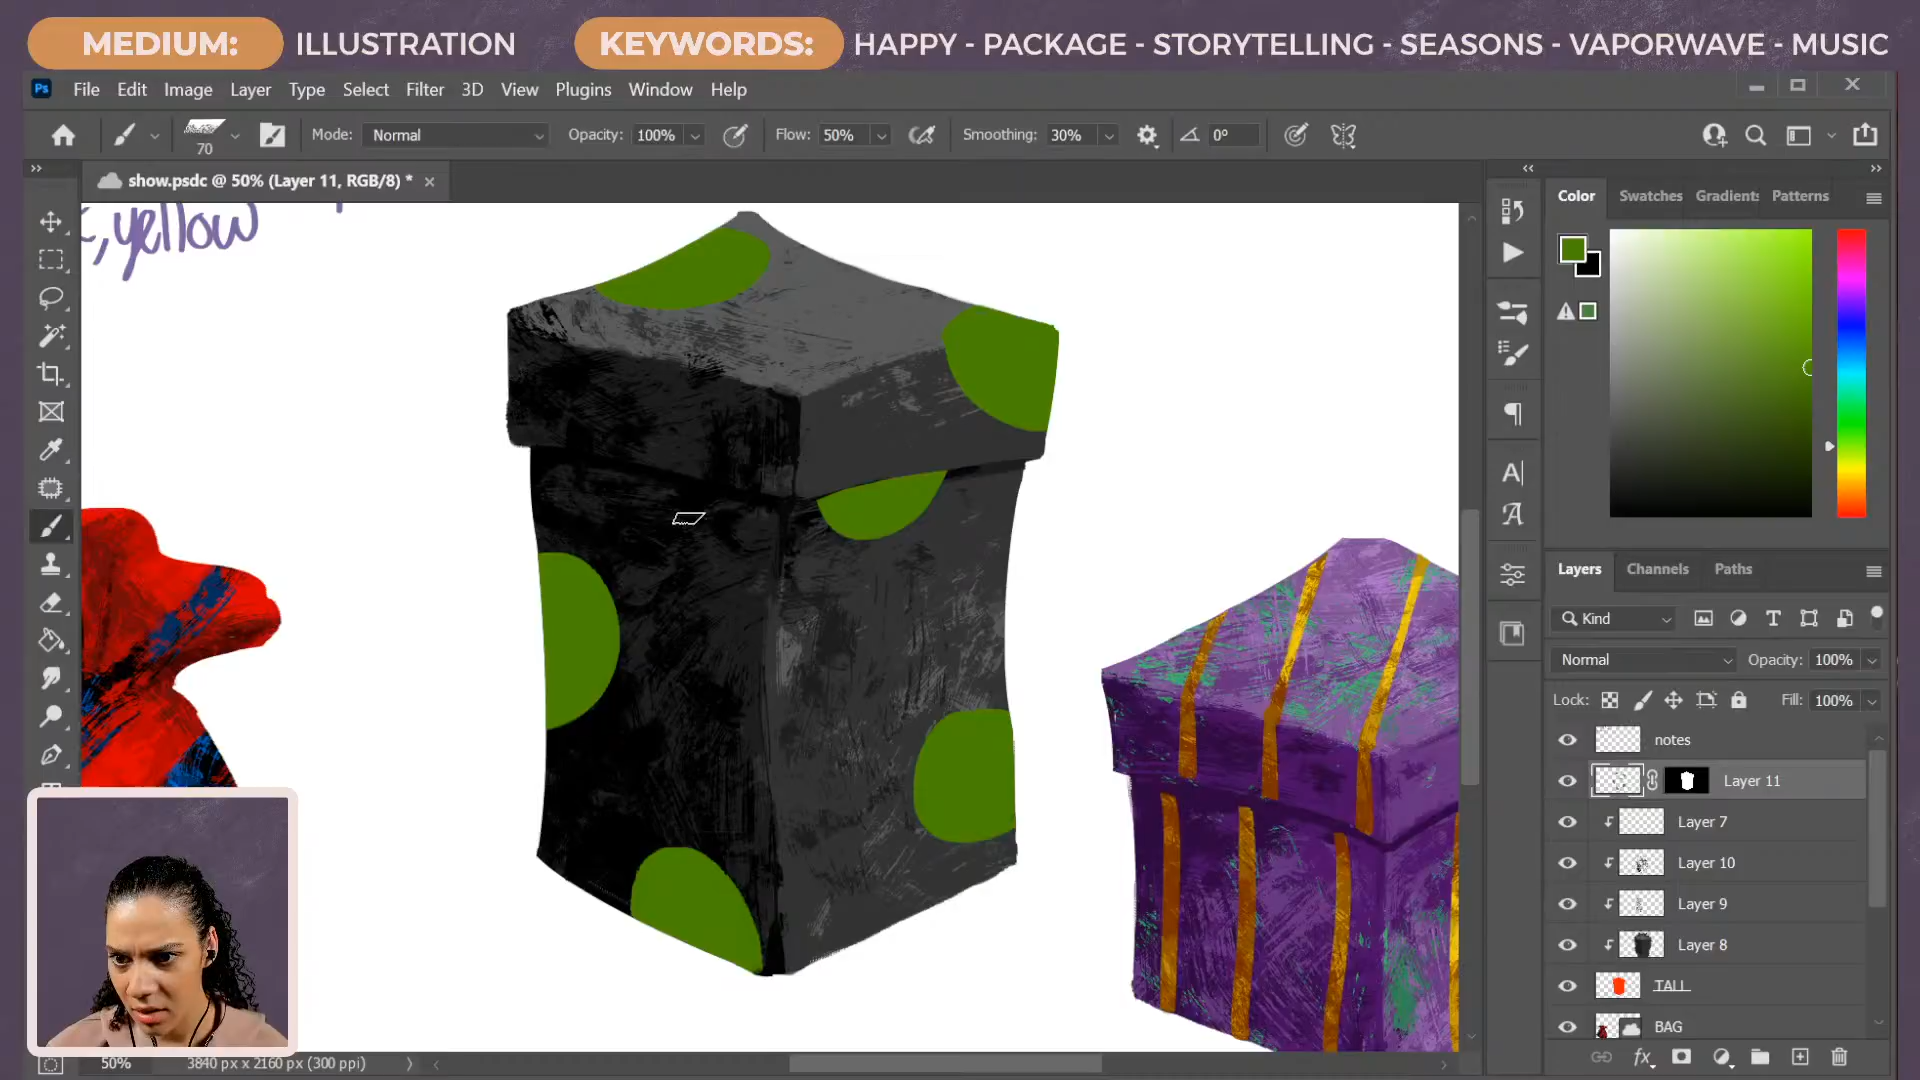 MEDIUM: ILLUSTRATION KEYWORDS: HAPPY - PACKAGE - STORYTELLING - SEASONS - VAPORWAVE - MUSIC
Ps File Edit Image Layer Type Select Filter 3D View Plugins Window Help
70 Mode: Normal Opacity: 100% Flow: 50% Smoothing: 30% 0°
show.psdc @ 50% (Layer 11, RGB/8) *
Color Swatches Gradients Patterns
,yellow
Layers Channels Paths
Kind
Normal Opacity: 100%
Lock: Fill: 100%
notes
Layer 11
Layer 7
Layer 10
Layer 9
Layer 8
TALL
BAG
50% 3840 px x 2160 px (300 ppi)
fx